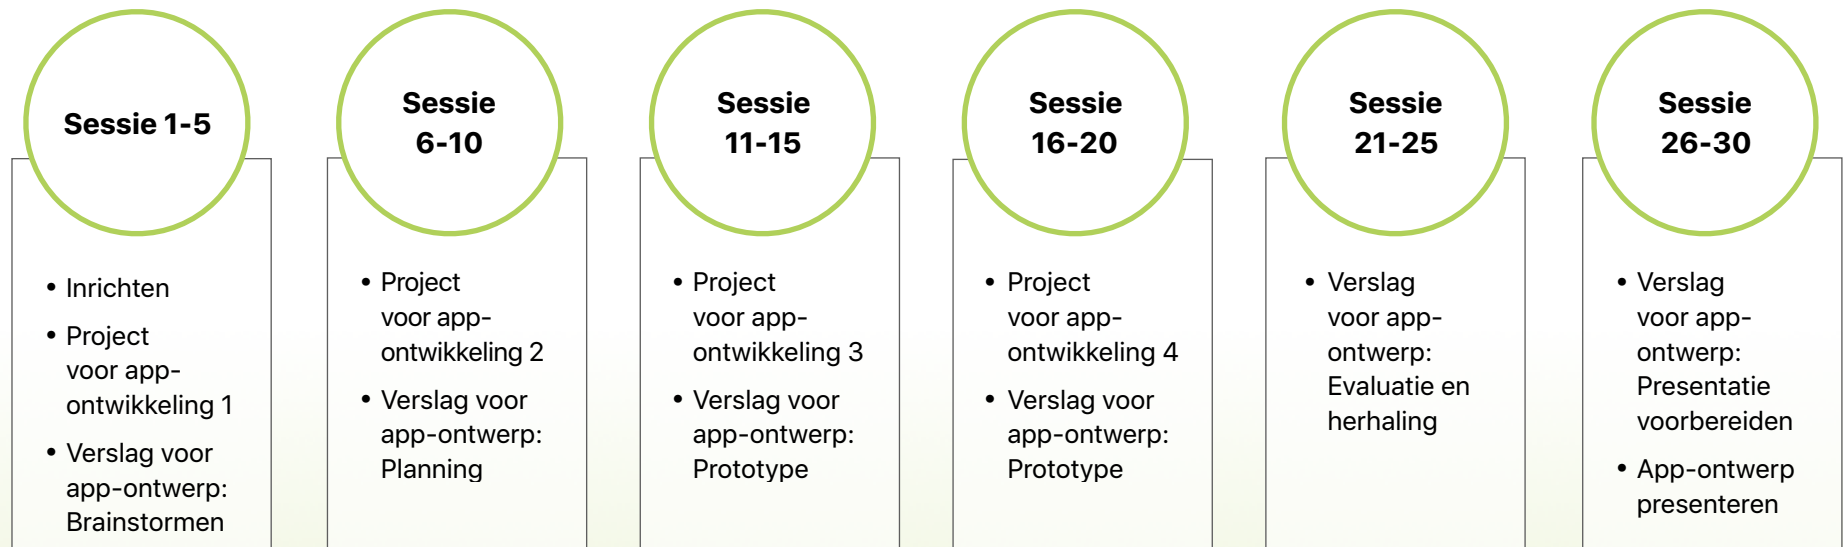 Sessie 1-5
• Inrichten
• Project
voor app-
ontwikkeling 1
• Verslag voor
app-ontwerp:
Brainstormen
Sessie
6-10
• Project
voor app-
ontwikkeling 2
• Verslag voor
app-ontwerp:
Planning
Sessie
11-15
• Project
voor app-
ontwikkeling 3
• Verslag voor
app-ontwerp:
Prototype
Sessie
16-20
• Project
voor app-
ontwikkeling 4
• Verslag voor
app-ontwerp:
Prototype
Sessie
21-25
• Verslag
voor app-
ontwerp:
Evaluatie en
herhaling
Sessie
26-30
• Verslag
voor app-
ontwerp:
Presentatie
voorbereiden
• App-ontwerp
presenteren